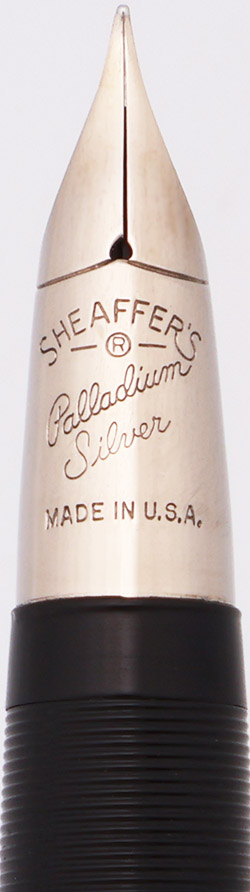 SHEAFFER'S
—®—
Palladium
Silver
MADE IN U.S.A.